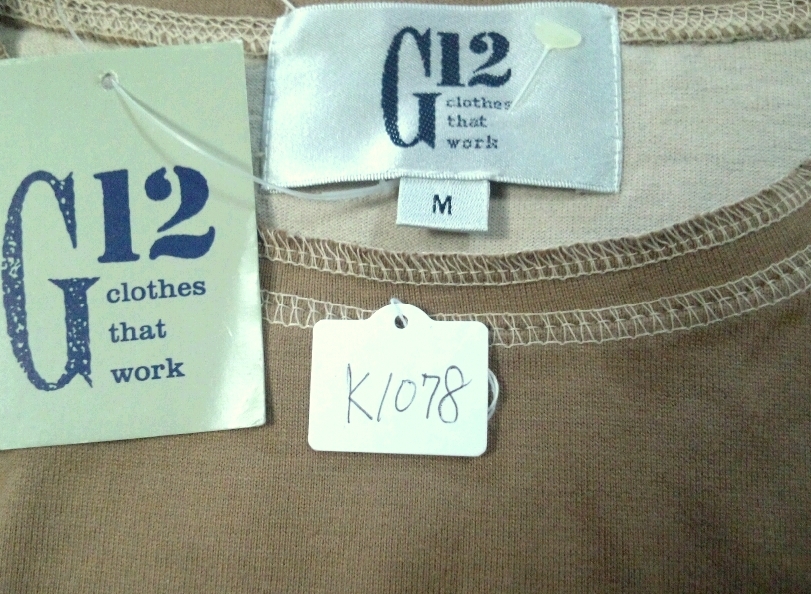 G12
clothes
that
work
M
G12
clothes
that
work
K1078